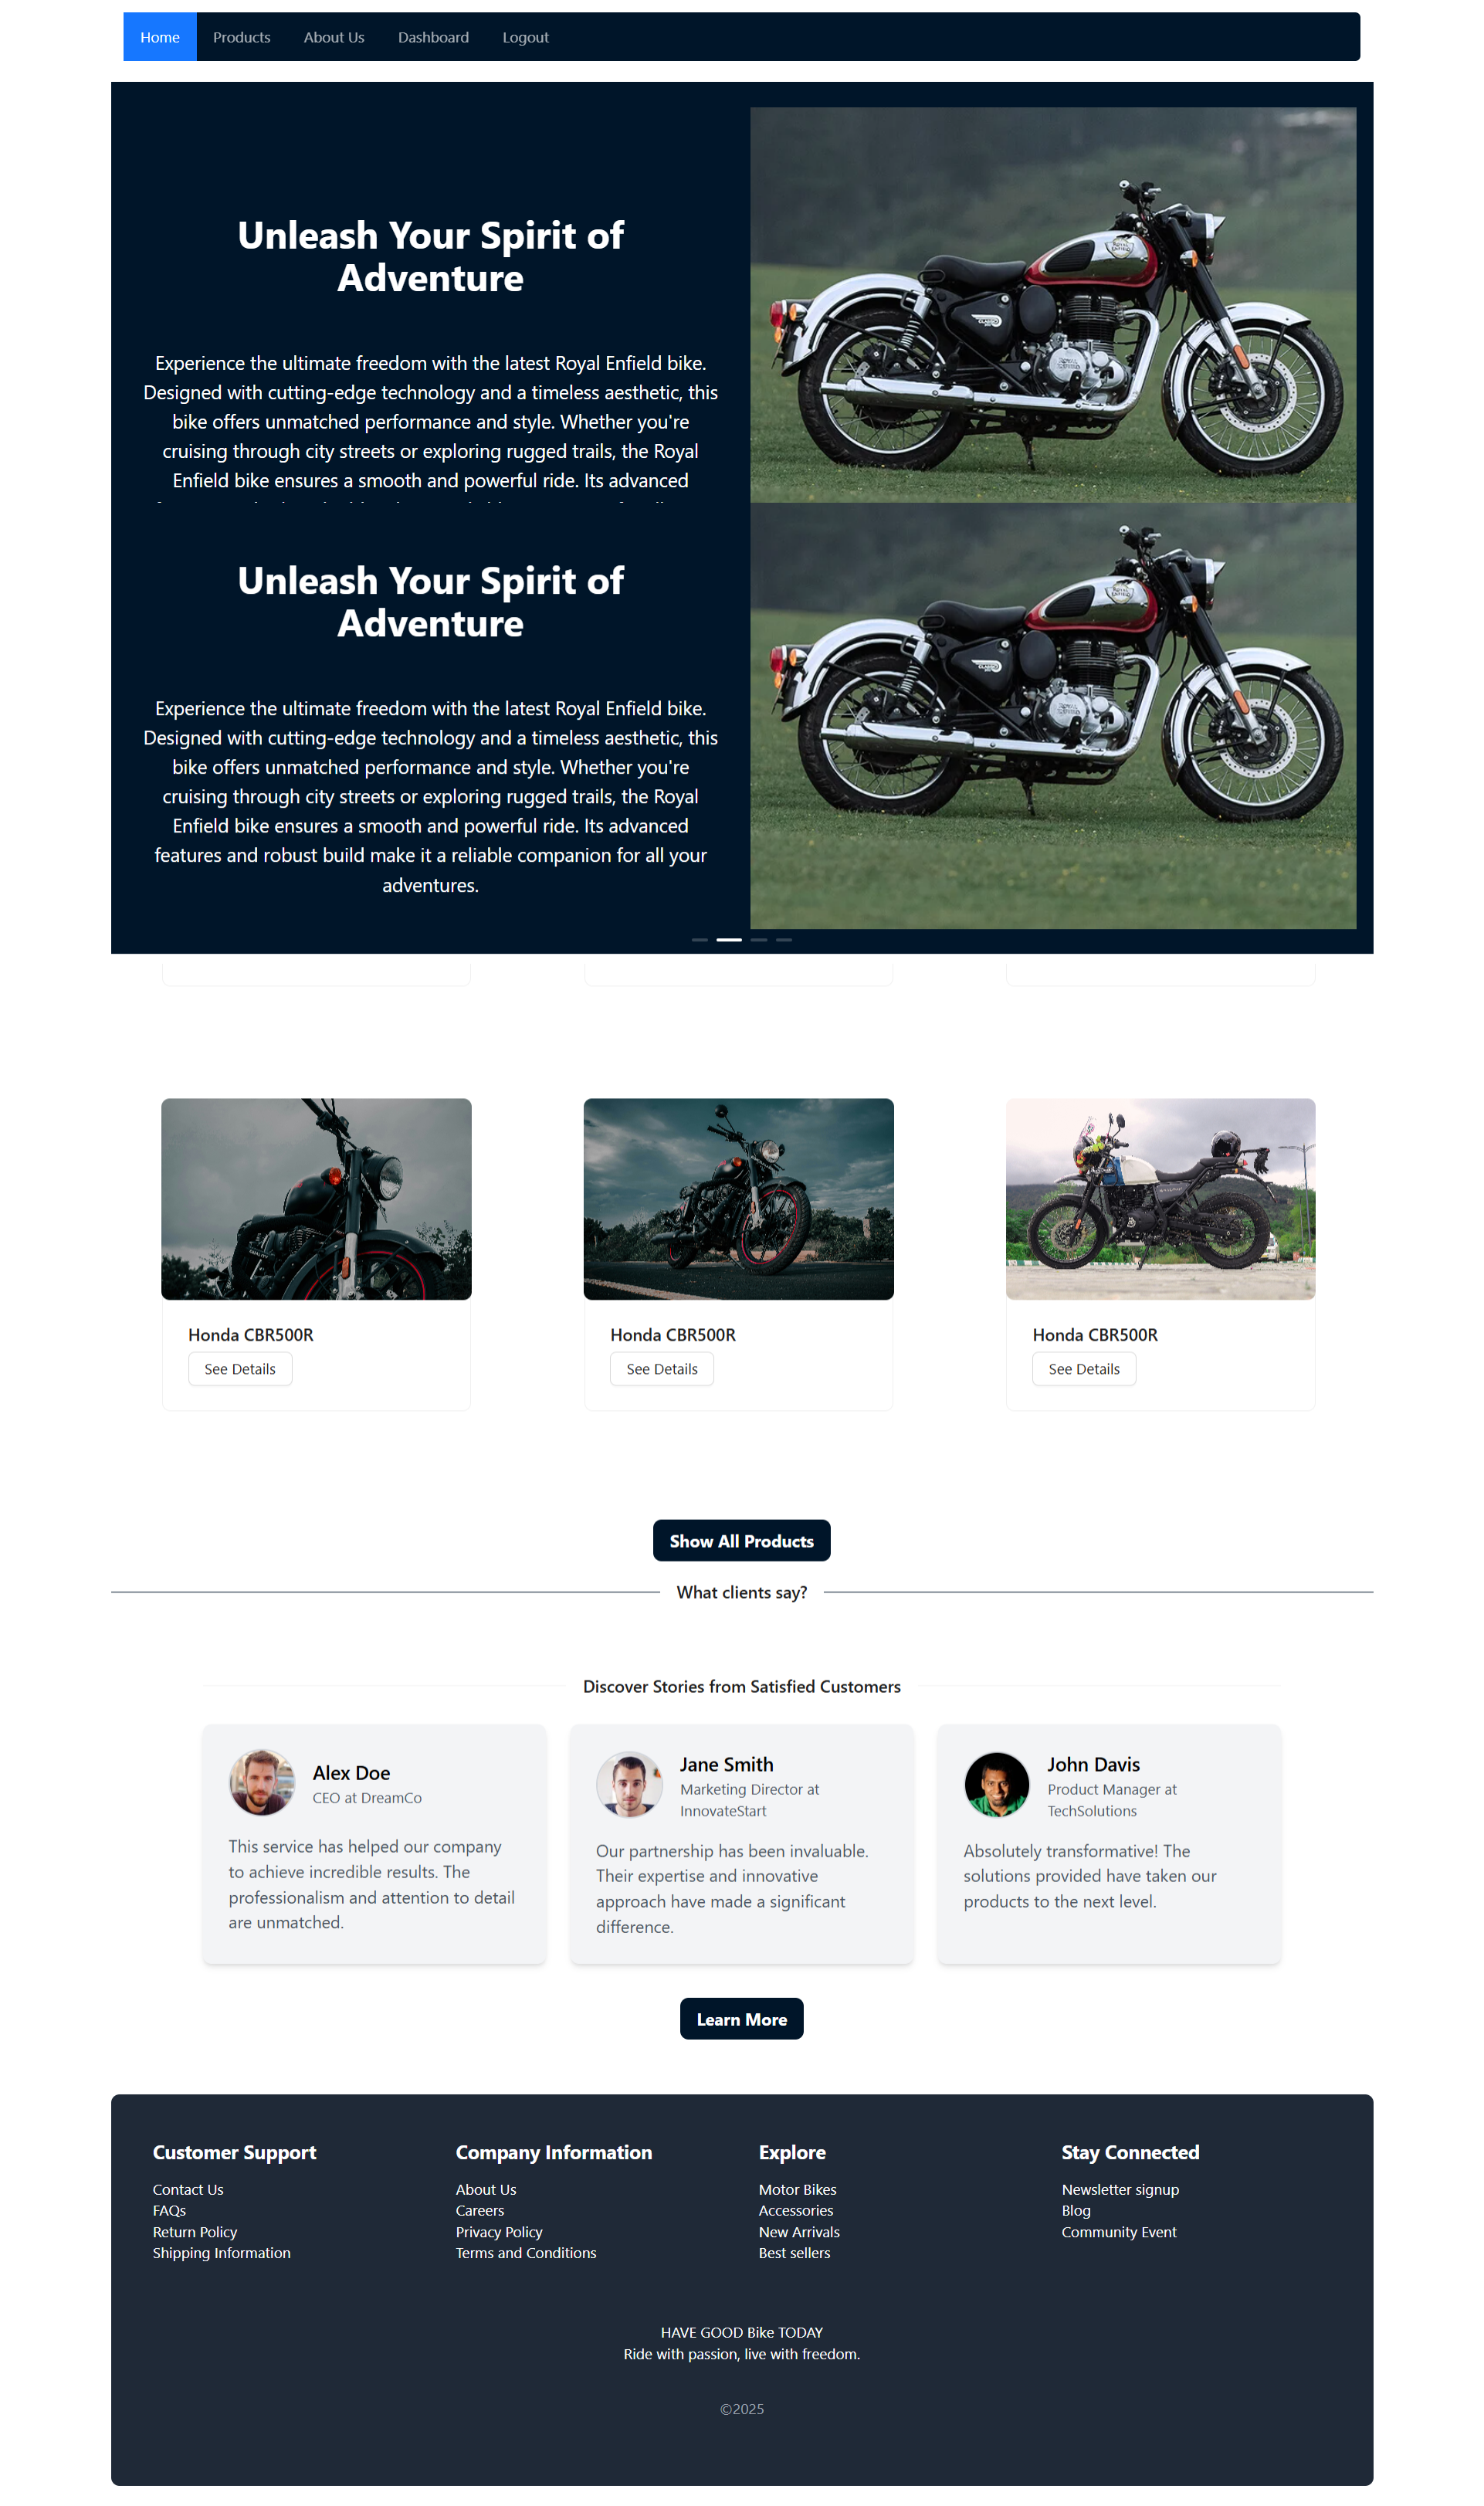 Home Products About Us Dashboard Logout
Unleash Your Spirit of
Adventure
Experience the ultimate freedom with the latest Royal Enfield bike.
Designed with cutting-edge technology and a timeless aesthetic, this
bike offers unmatched performance and style. Whether you're
cruising through city streets or exploring rugged trails, the Royal
Enfield bike ensures a smooth and powerful ride. Its advanced
Unleash Your Spirit of
Adventure
Experience the ultimate freedom with the latest Royal Enfield bike.
Designed with cutting-edge technology and a timeless aesthetic, this
bike offers unmatched performance and style. Whether you're
cruising through city streets or exploring rugged trails, the Royal
Enfield bike ensures a smooth and powerful ride. Its advanced
features and robust build make it a reliable companion for all your
adventures.
Honda CBR500R
See Details
Honda CBR500R
See Details
Honda CBR500R
See Details
Show All Products
What clients say?
Discover Stories from Satisfied Customers
Alex Doe
CEO at DreamCo
This service has helped our company
to achieve incredible results. The
professionalism and attention to detail
are unmatched.
Jane Smith
Marketing Director at
InnovateStart
Our partnership has been invaluable.
Their expertise and innovative
approach have made a significant
difference.
John Davis
Product Manager at
TechSolutions
Absolutely transformative! The
solutions provided have taken our
products to the next level.
Learn More
Customer Support
Contact Us
FAQs
Return Policy
Shipping Information
Company Information
About Us
Careers
Privacy Policy
Terms and Conditions
Explore
Motor Bikes
Accessories
New Arrivals
Best sellers
Stay Connected
Newsletter signup
Blog
Community Event
HAVE GOOD Bike TODAY
Ride with passion, live with freedom.
©2025